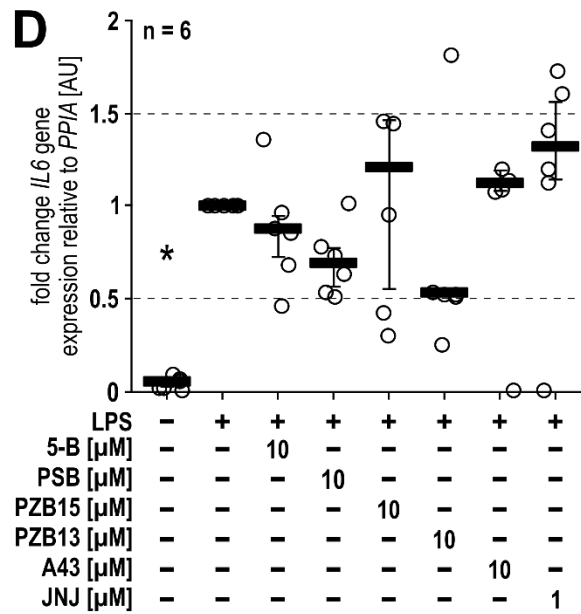 D
n = 6
fold change IL6 gene
expression relative to PPIA [AU]
2
1.5
1
0.5
0
*
LPS − + + + + + + +
5-B [µM] − − 10 − − − − −
PSB [µM] − − − 10 − − − −
PZB15 [µM] − − − − 10 − − −
PZB13 [µM] − − − − − 10 − −
A43 [µM] − − − − − − 10 −
JNJ [µM] − − − − − − − 1